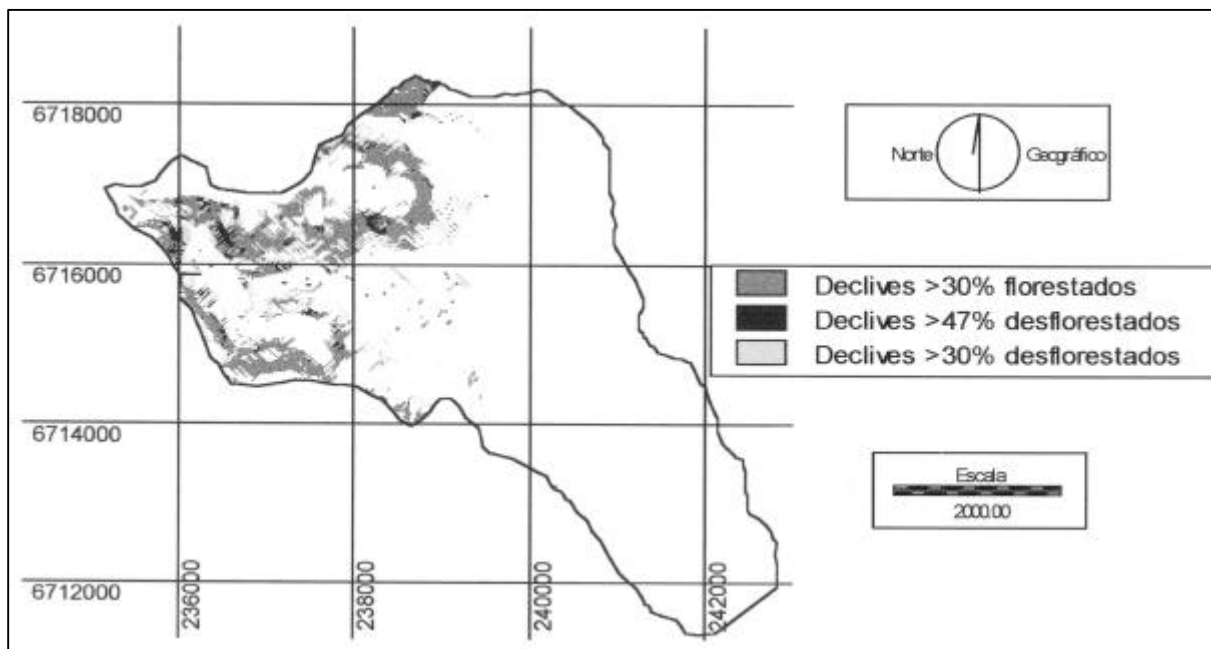 6718000
6716000
6714000
6712000
236000
238000
240000
242000
Norte Geográfico
Declives >30% florestados
Declives >47% desflorestados
Declives >30% desflorestados
Escala
2000.00